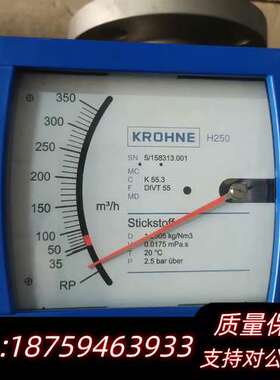 350
300
250
200
150
m³/h
100
50
35
RP
KROHNE H250
SN 5/158313.001
MC
C K 55.3
F DIVT 55
MD
Stickstoff
kg/Nm3
0.0175 mPa.s
T 20 °C
P 2.5 bar über
质量保
:18759463933
支持对公